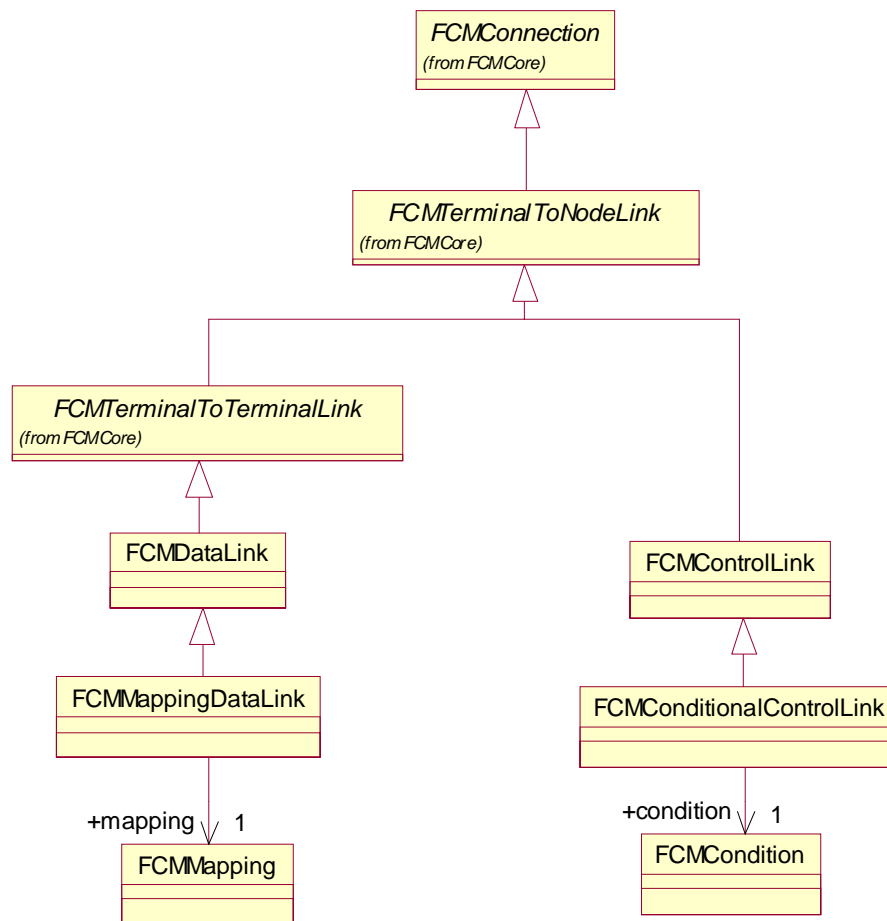 FCMConnection
(from FCMCore)
FCMTerminalToNodeLink
(from FCMCore)
FCMTerminalToTerminalLink
(from FCMCore)
FCMDataLink
FCMControlLink
FCMMappingDataLink
FCMConditionalControlLink
+mapping 1
+condition 1
FCMMapping
FCMCondition